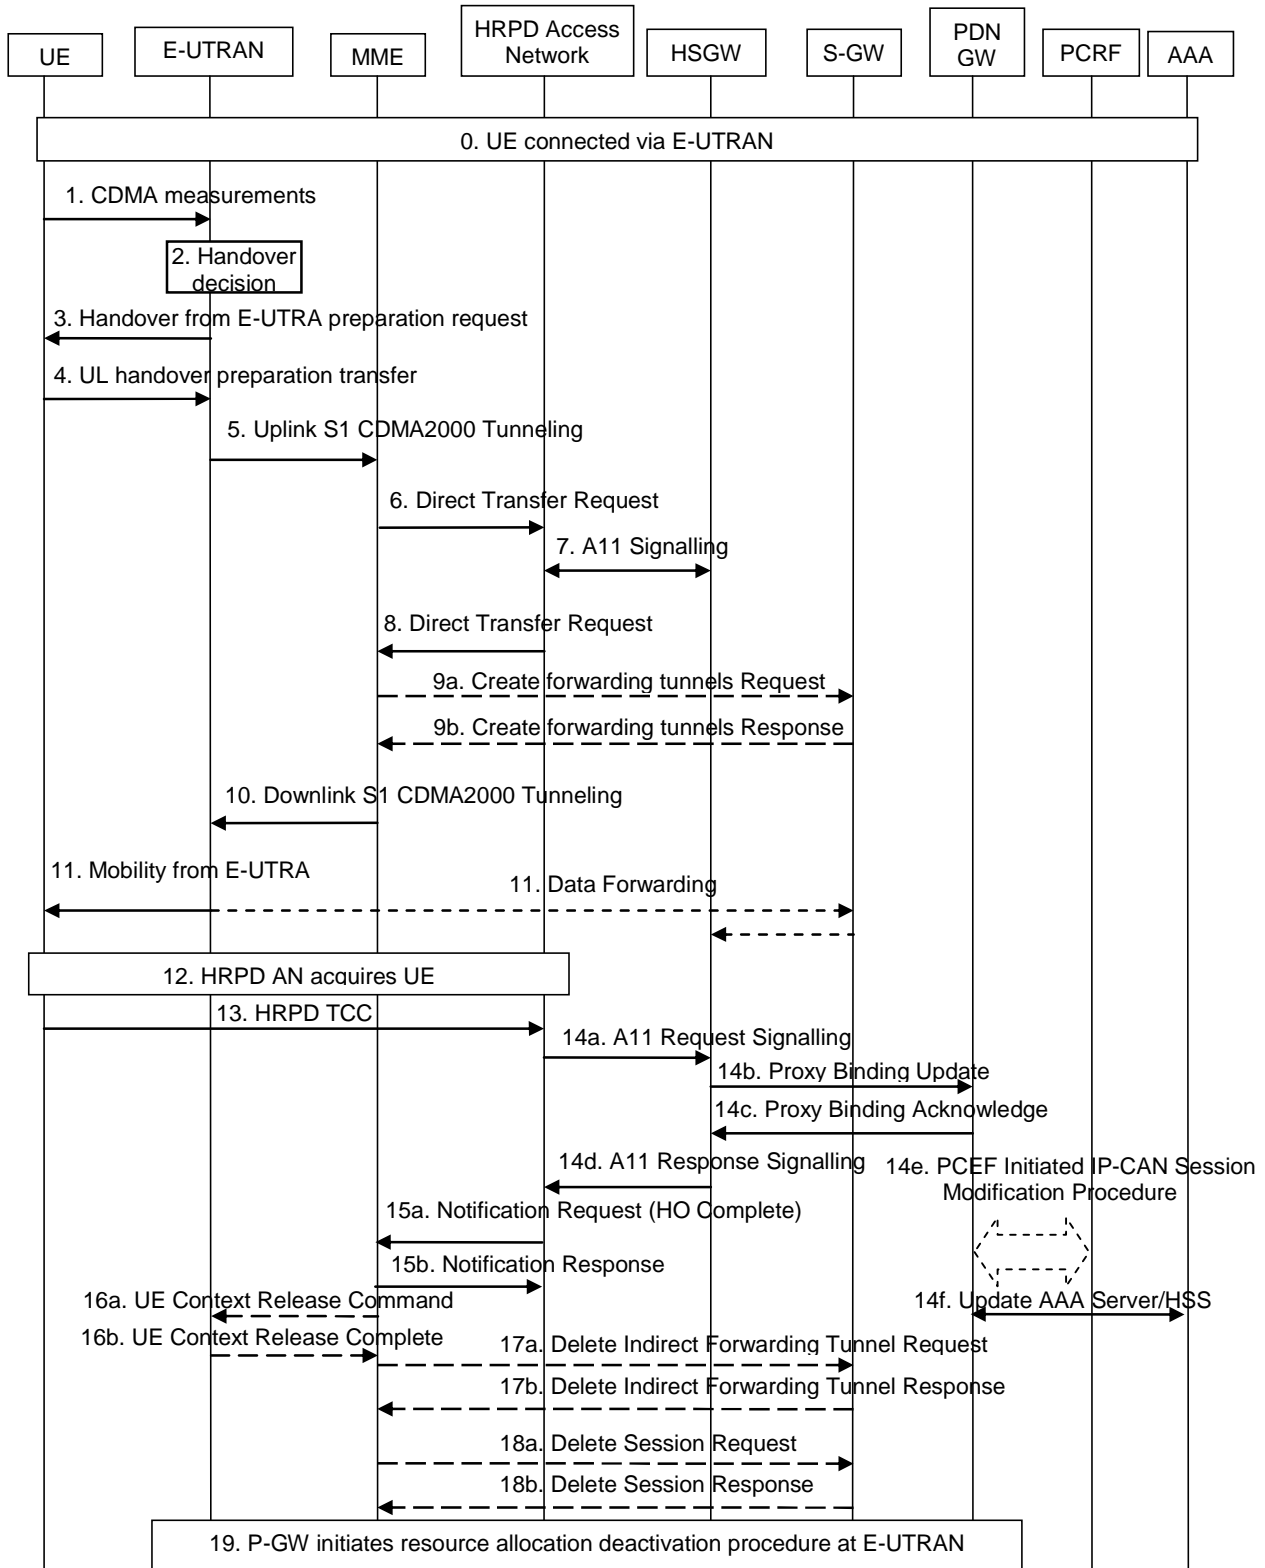 HRPD Access
Network
PDN
GW
UE
E-UTRAN
MME
HSGW
S-GW
PCRF
AAA
0. UE connected via E-UTRAN
1. CDMA measurements
2. Handover
decision
3. Handover from E-UTRA preparation request
4. UL handover preparation transfer
5. Uplink S1 CDMA2000 Tunneling
6. Direct Transfer Request
7. A11 Signalling
8. Direct Transfer Request
9a. Create forwarding tunnels Request
9b. Create forwarding tunnels Response
10. Downlink S1 CDMA2000 Tunneling
11. Mobility from E-UTRA
11. Data Forwarding
12. HRPD AN acquires UE
13. HRPD TCC
14a. A11 Request Signalling
14b. Proxy Binding Update
14c. Proxy Binding Acknowledge
14d. A11 Response Signalling
14e. PCEF Initiated IP-CAN Session
Modification Procedure
15a. Notification Request (HO Complete)
15b. Notification Response
14f. Update AAA Server/HSS
16a. UE Context Release Command
16b. UE Context Release Complete
17a. Delete Indirect Forwarding Tunnel Request
17b. Delete Indirect Forwarding Tunnel Response
18a. Delete Session Request
18b. Delete Session Response
19. P-GW initiates resource allocation deactivation procedure at E-UTRAN